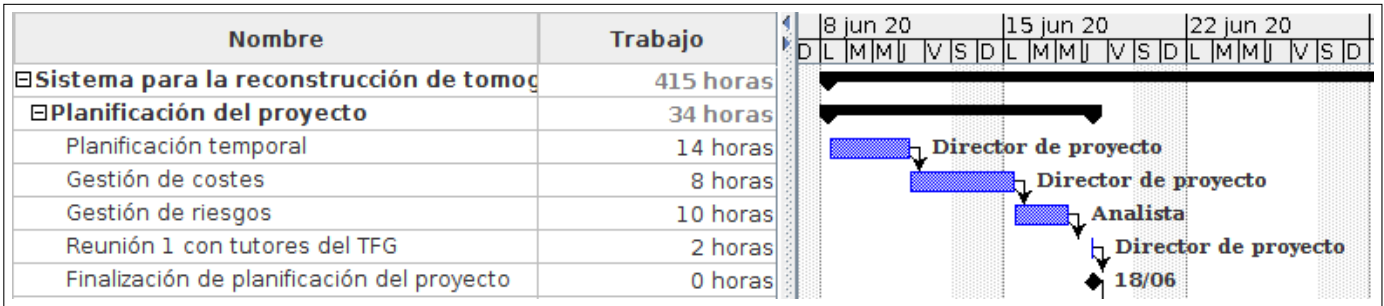 Nombre Trabajo 8 jun 20 15 jun 20 22 jun 20
D L M M J V S D L M M J V S D L M M J V S D
Sistema para la reconstrucción de tomog 415 horas
Planificación del proyecto 34 horas
Planificación temporal 14 horas Director de proyecto
Gestión de costes 8 horas Director de proyecto
Gestión de riesgos 10 horas Analista
Reunión 1 con tutores del TFG 2 horas Director de proyecto
Finalización de planificación del proyecto 0 horas 18/06